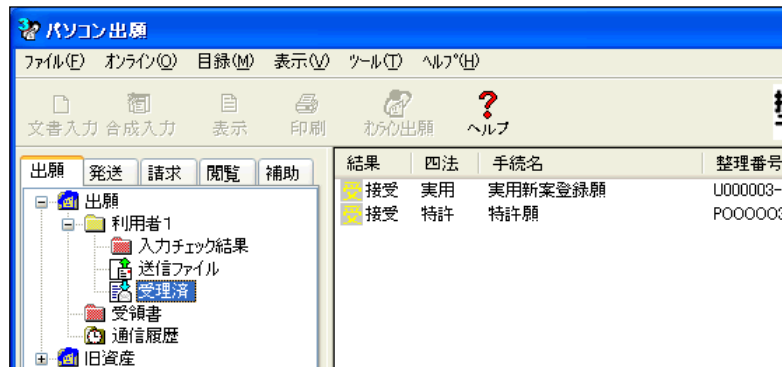 パソコン出願
ファイル(F) オンライン(O) 目録(M) 表示(V) ツール(T) ヘルプ(H)
文書入力 合成入力 表示 印刷 オンライン出願 ヘルプ
出願 発送 請求 閲覧 補助
出願
利用者1
入力チェック結果
送信ファイル
受理済
受領書
通信履歴
旧資産
結果 四法 手続名 整理番号
受 接受 実用 実用新案登録願 U000003-
受 接受 特許 特許願 P000003